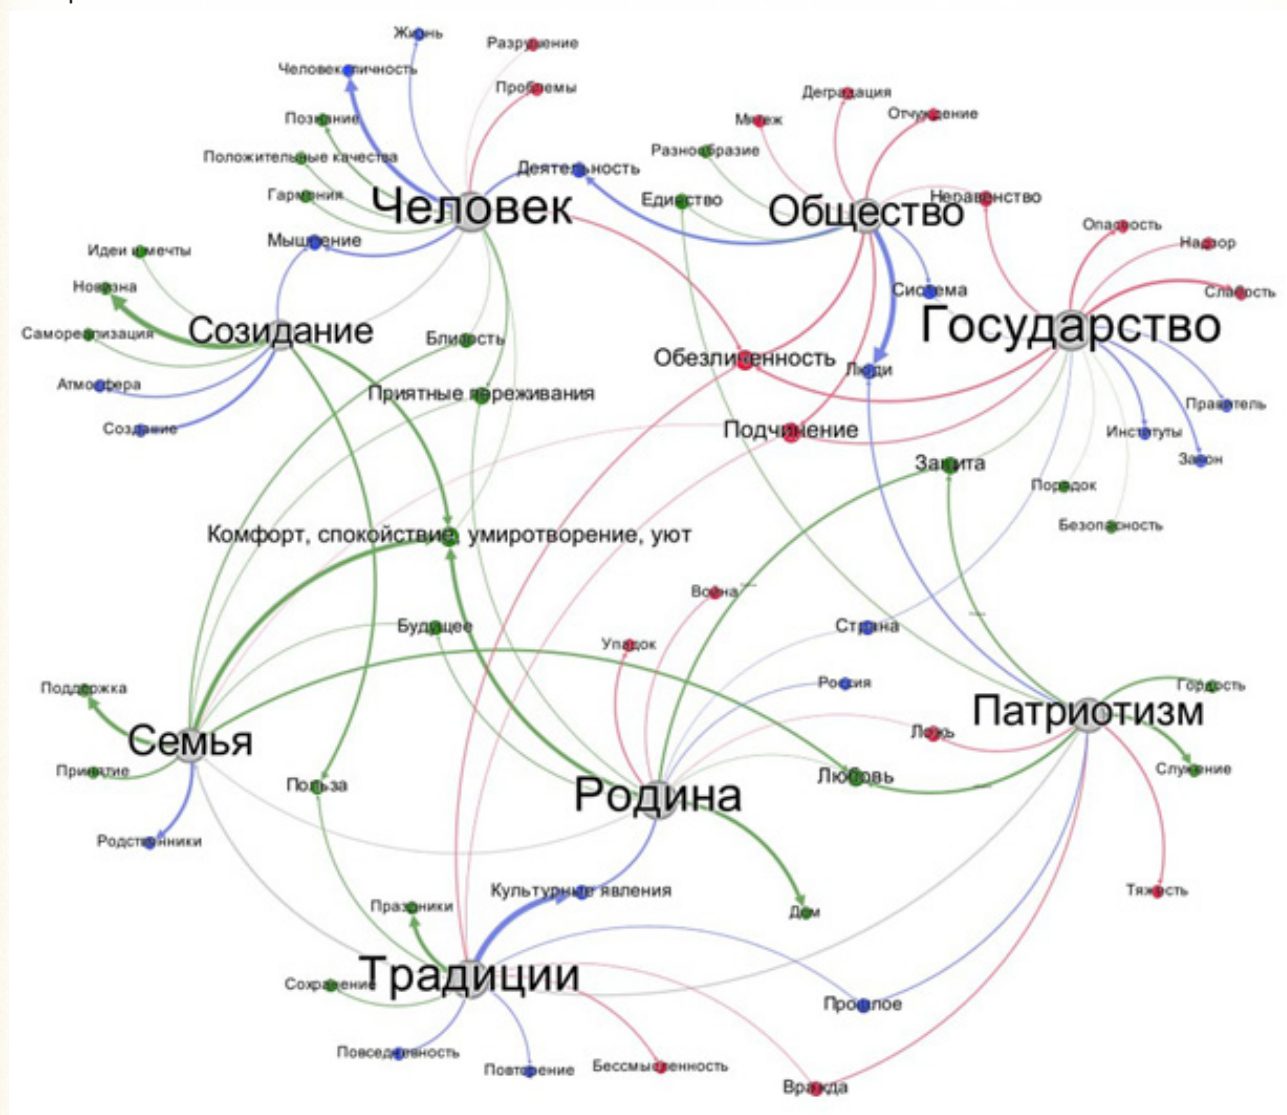 Жизнь
Разрушение
Человек-личность
Проблемы
Деградация
Отчуждение
Мятеж
Познание
Разнообразие
Положительные качества
Деятельность
Гармония
Единство
Неравенство
Человек
Общество
Опасность
Мышление
Надзор
Идеи и мечты
Новизна
Система
Слабость
Самореализация
Созидание
Близость
Государство
Обезличенность
Люди
Атмосфера
Приятные переживания
Правитель
Создание
Подчинение
Институты
Закон
Защита
Порядок
Безопасность
Комфорт, спокойствие, умиротворение, уют
Война
Будущее
Страна
Упадок
Россия
Гордость
Поддержка
Патриотизм
Ложь
Семья
Принятие
Польза
Любовь
Служение
Родина
Родственники
Культурные явления
Тяжесть
Праздники
Дом
Традиции
Сохранение
Прошлое
Повседневность
Повторение
Бессмысленность
Вражда